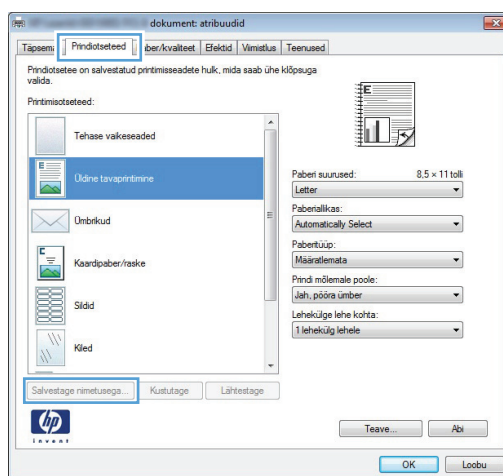 dokument: atribuudid
Täpsem
Prindiotseteed
ber/kvaliteet
Efektid
Viimistlus
Teenused
Prindiotsetee on salvestatud printimisseadete hulk, mida saab ühe klõpsuga
valida.
Printimisotseteed:
Tehase vaikeseaded
Üldine tavaprintimine
Ümbrikud
Kaardipaber/raske
Sildid
Kiled
E
E
C
Paberi suurused: 8,5 × 11 tolli
Letter
Paberiallikas:
Automatically Select
Paberitüüp:
Määratlemata
Prindi mõlemale poole:
Jah, pööra ümber
Lehekülge lehe kohta:
1 lehekülg lehele
Salvestage nimetusega...
Kustutage
Lähtestage
hp
invent
Teave...
Abi
OK
Loobu